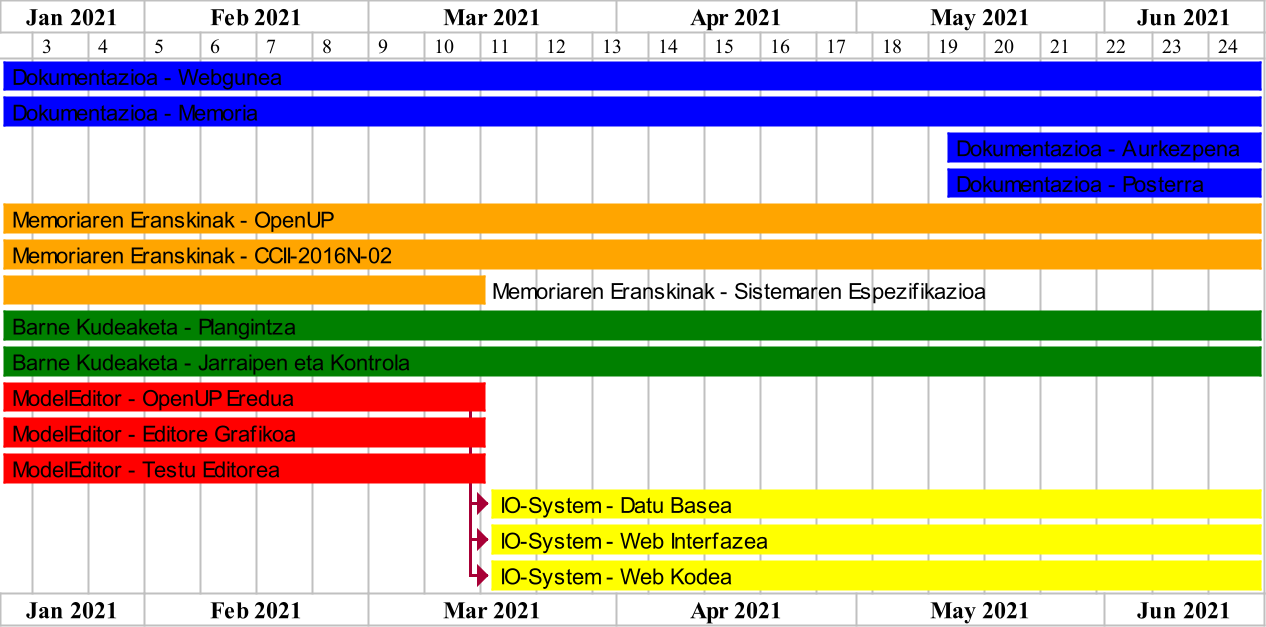 Jan 2021 Feb 2021 Mar 2021 Apr 2021 May 2021 Jun 2021
3 4 5 6 7 8 9 10 11 12 13 14 15 16 17 18 19 20 21 22 23 24
Dokumentazioa - Webgunea
Dokumentazioa - Memoria
Dokumentazioa - Aurkezpena
Dokumentazioa - Posterra
Memoriaren Eranskinak - OpenUP
Memoriaren Eranskinak - CCII-2016N-02
Memoriaren Eranskinak - Sistemaren Espezifikazioa
Barne Kudeaketa - Plangintza
Barne Kudeaketa - Jarraipen eta Kontrola
ModelEditor - OpenUP Eredua
ModelEditor - Editore Grafikoa
ModelEditor - Testu Editorea
IO-System - Datu Basea
IO-System - Web Interfazea
IO-System - Web Kodea
Jan 2021 Feb 2021 Mar 2021 Apr 2021 May 2021 Jun 2021